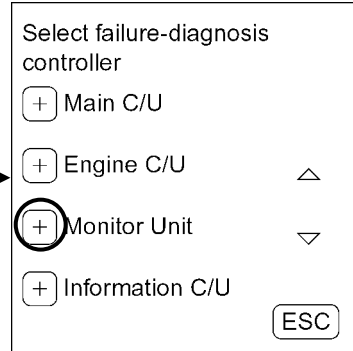 Select failure-diagnosis
controller
+ Main C/U
+ Engine C/U
+ Monitor Unit
+ Information C/U
ESC